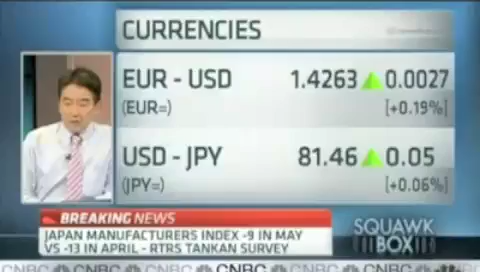 CURRENCIES
EUR - USD 1.4263 ▲ 0.0027
(EUR=) [+0.19%]
USD - JPY 81.46 ▲ 0.05
(JPY=) [+0.06%]
BREAKING NEWS
JAPAN MANUFACTURERS INDEX -9 IN MAY
VS -13 IN APRIL - RTRS TANKAN SURVEY
SQUAWK
BOX
CNBC CNBC CNBC CNBC CNBC